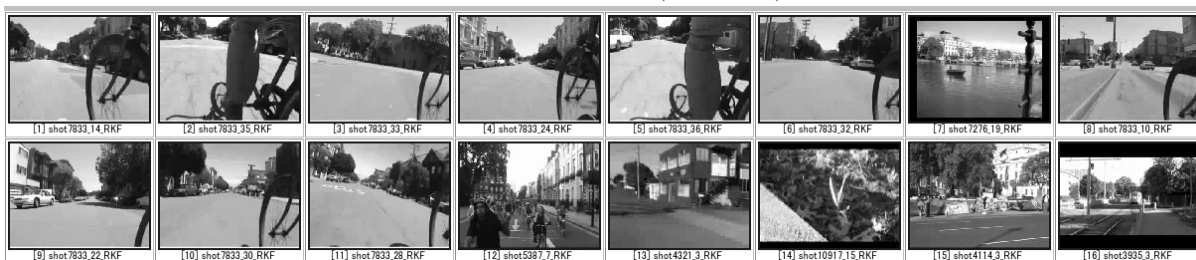 [1] shot7833_14_RKF
[2] shot7833_35_RKF
[3] shot7833_33_RKF
[4] shot7833_24_RKF
[5] shot7833_36_RKF
[6] shot7833_32_RKF
[7] shot7276_19_RKF
[8] shot7833_10_RKF
[9] shot7833_22_RKF
[10] shot7833_30_RKF
[11] shot7833_28_RKF
[12] shot5387_7_RKF
[13] shot4321_3_RKF
[14] shot10917_15_RKF
[15] shot4114_3_RKF
[16] shot3935_3_RKF